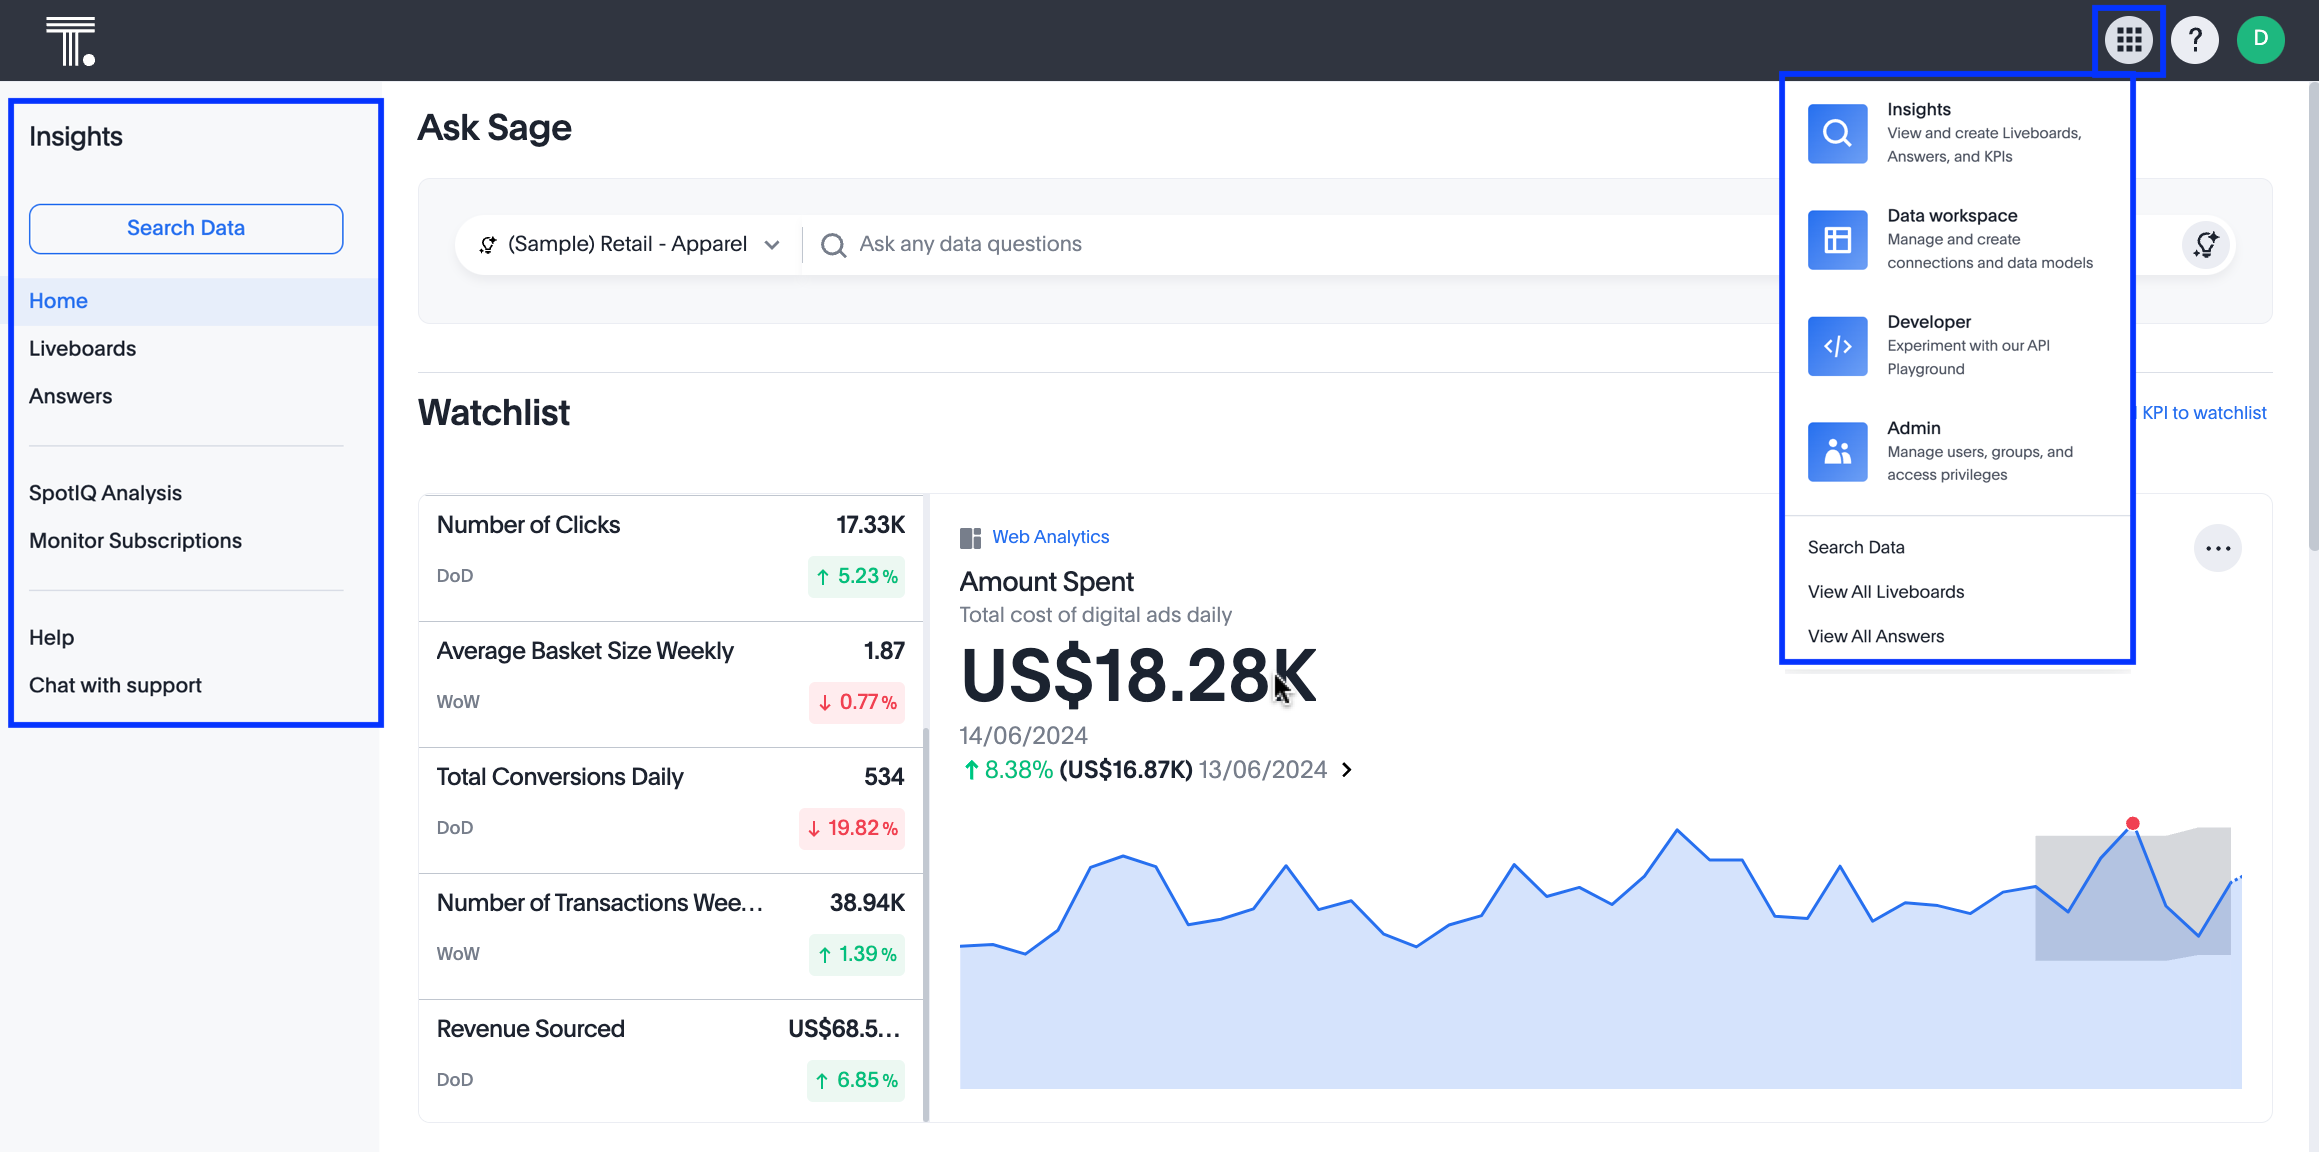 T.
?
D
Insights
Search Data
Home
Liveboards
Answers
SpotIQ Analysis
Monitor Subscriptions
Help
Chat with support
Ask Sage
(Sample) Retail - Apparel
Ask any data questions
Watchlist
KPI to watchlist
Number of Clicks 17.33K
DoD ↑ 5.23 %
Average Basket Size Weekly 1.87
WoW ↓ 0.77 %
Total Conversions Daily 534
DoD ↓ 19.82 %
Number of Transactions Wee... 38.94K
WoW ↑ 1.39 %
Revenue Sourced US$68.5...
DoD ↑ 6.85 %
Web Analytics
Amount Spent
Total cost of digital ads daily
US$18.28K
14/06/2024
↑ 8.38% (US$16.87K) 13/06/2024
Insights
View and create Liveboards,
Answers, and KPIs
Data workspace
Manage and create
connections and data models
Developer
Experiment with our API
Playground
Admin
Manage users, groups, and
access privileges
Search Data
View All Liveboards
View All Answers